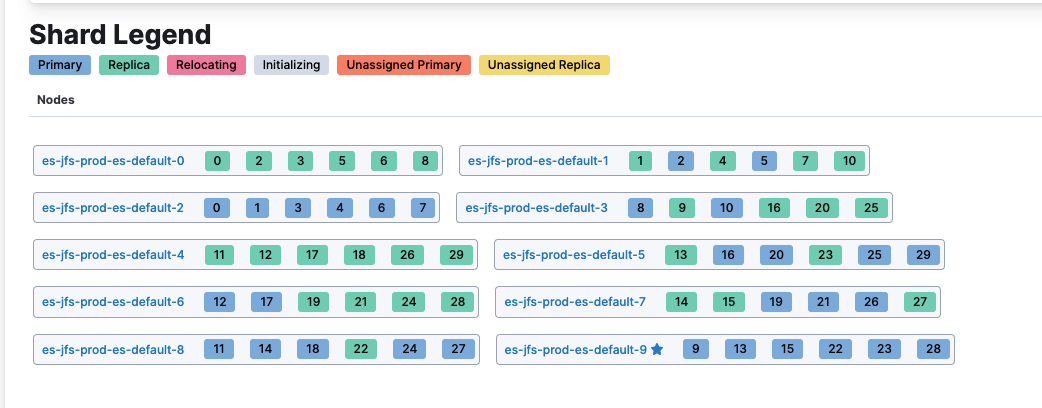 Shard Legend
Primary Replica Relocating Initializing Unassigned Primary Unassigned Replica
Nodes
es-jfs-prod-es-default-0 0 2 3 5 6 8
es-jfs-prod-es-default-1 1 2 4 5 7 10
es-jfs-prod-es-default-2 0 1 3 4 6 7
es-jfs-prod-es-default-3 8 9 10 16 20 25
es-jfs-prod-es-default-4 11 12 17 18 26 29
es-jfs-prod-es-default-5 13 16 20 23 25 29
es-jfs-prod-es-default-6 12 17 19 21 24 28
es-jfs-prod-es-default-7 14 15 19 21 26 27
es-jfs-prod-es-default-8 11 14 18 22 24 27
es-jfs-prod-es-default-9 9 13 15 22 23 28